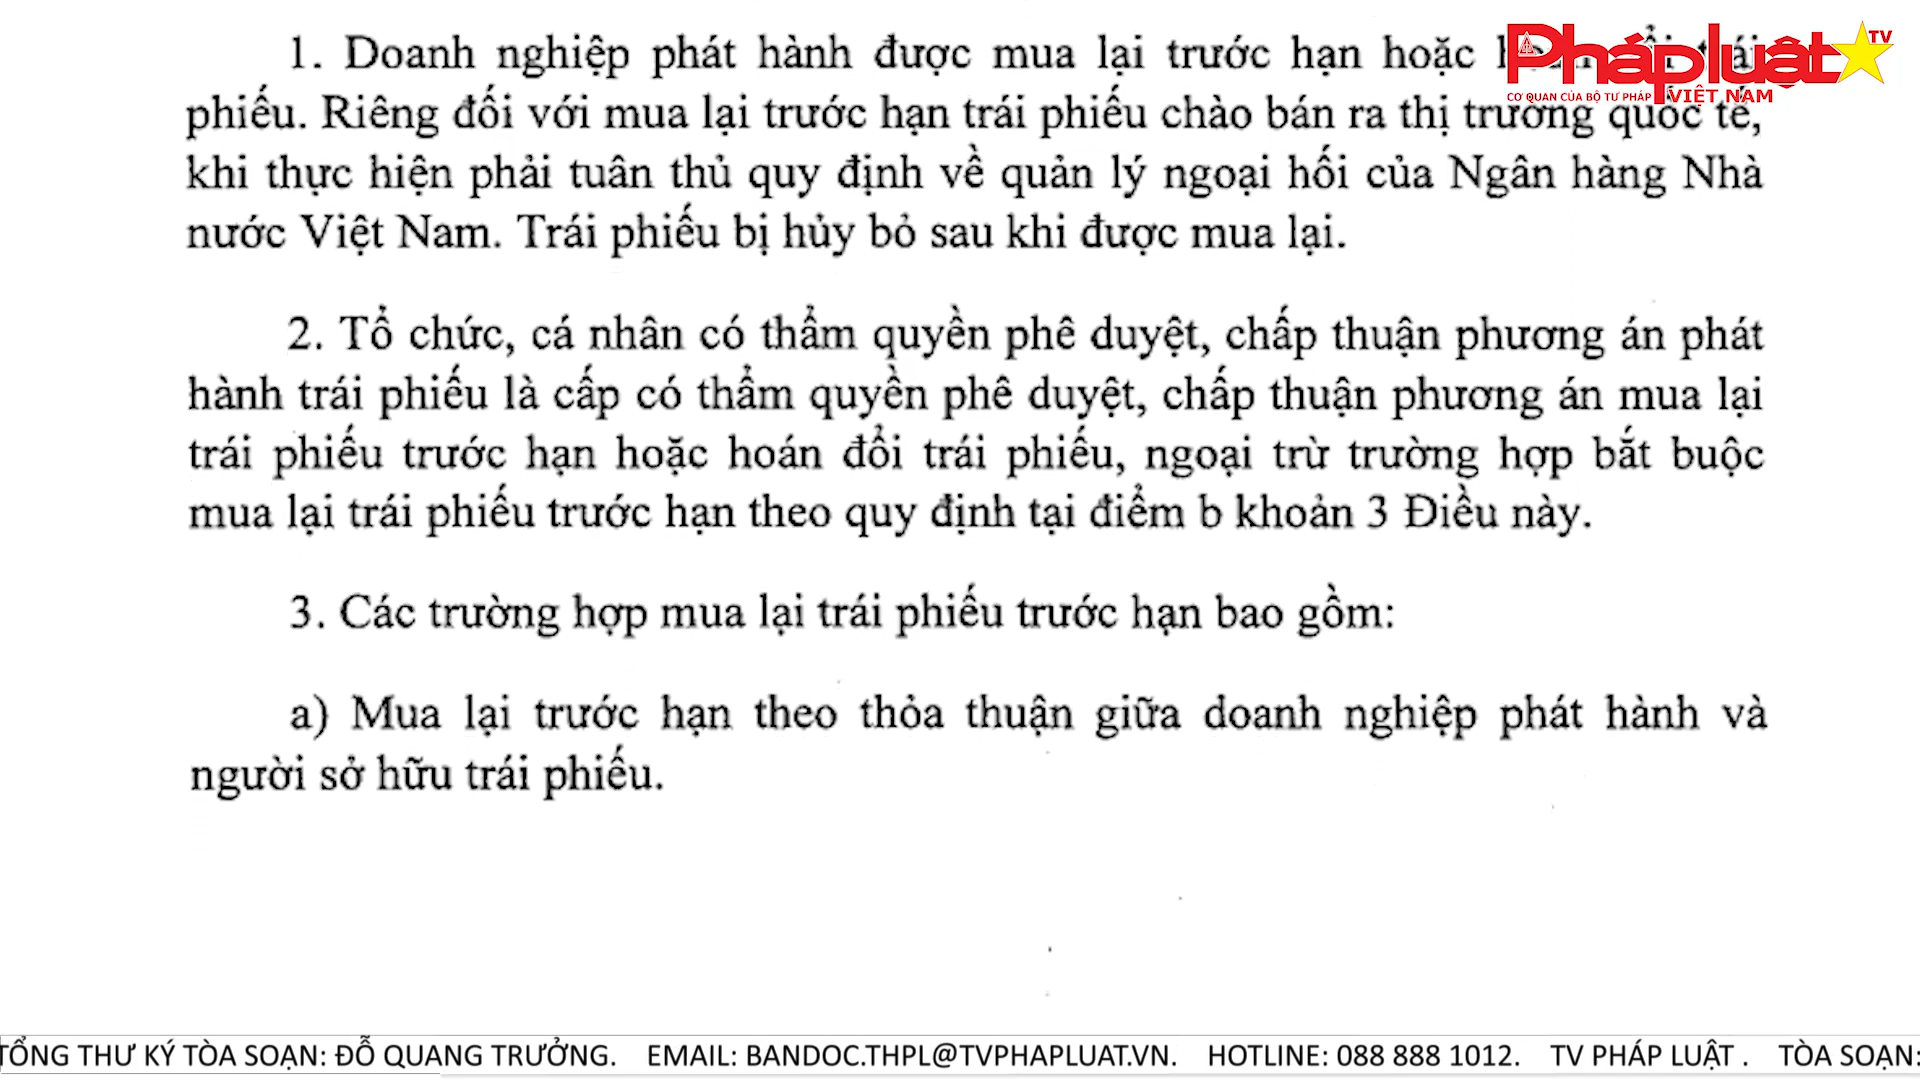 1. Doanh nghiệp phát hành được mua lại trước hạn hoặc
Phápluật TV
CƠ QUAN CỦA BỘ TƯ PHÁP VIỆT NAM
phiếu. Riêng đối với mua lại trước hạn trái phiếu chào bán ra thị trường quốc tế,
khi thực hiện phải tuân thủ quy định về quản lý ngoại hối của Ngân hàng Nhà
nước Việt Nam. Trái phiếu bị hủy bỏ sau khi được mua lại.
2. Tổ chức, cá nhân có thẩm quyền phê duyệt, chấp thuận phương án phát
hành trái phiếu là cấp có thẩm quyền phê duyệt, chấp thuận phương án mua lại
trái phiếu trước hạn hoặc hoán đổi trái phiếu, ngoại trừ trường hợp bắt buộc
mua lại trái phiếu trước hạn theo quy định tại điểm b khoản 3 Điều này.
3. Các trường hợp mua lại trái phiếu trước hạn bao gồm:
a) Mua lại trước hạn theo thỏa thuận giữa doanh nghiệp phát hành và
người sở hữu trái phiếu.
TỔNG THƯ KÝ TÒA SOẠN: ĐỖ QUANG TRƯỞNG. EMAIL: BANDOC.THPL@TVPHAPLUAT.VN. HOTLINE: 088 888 1012. TV PHÁP LUẬT . TÒA SOẠN: